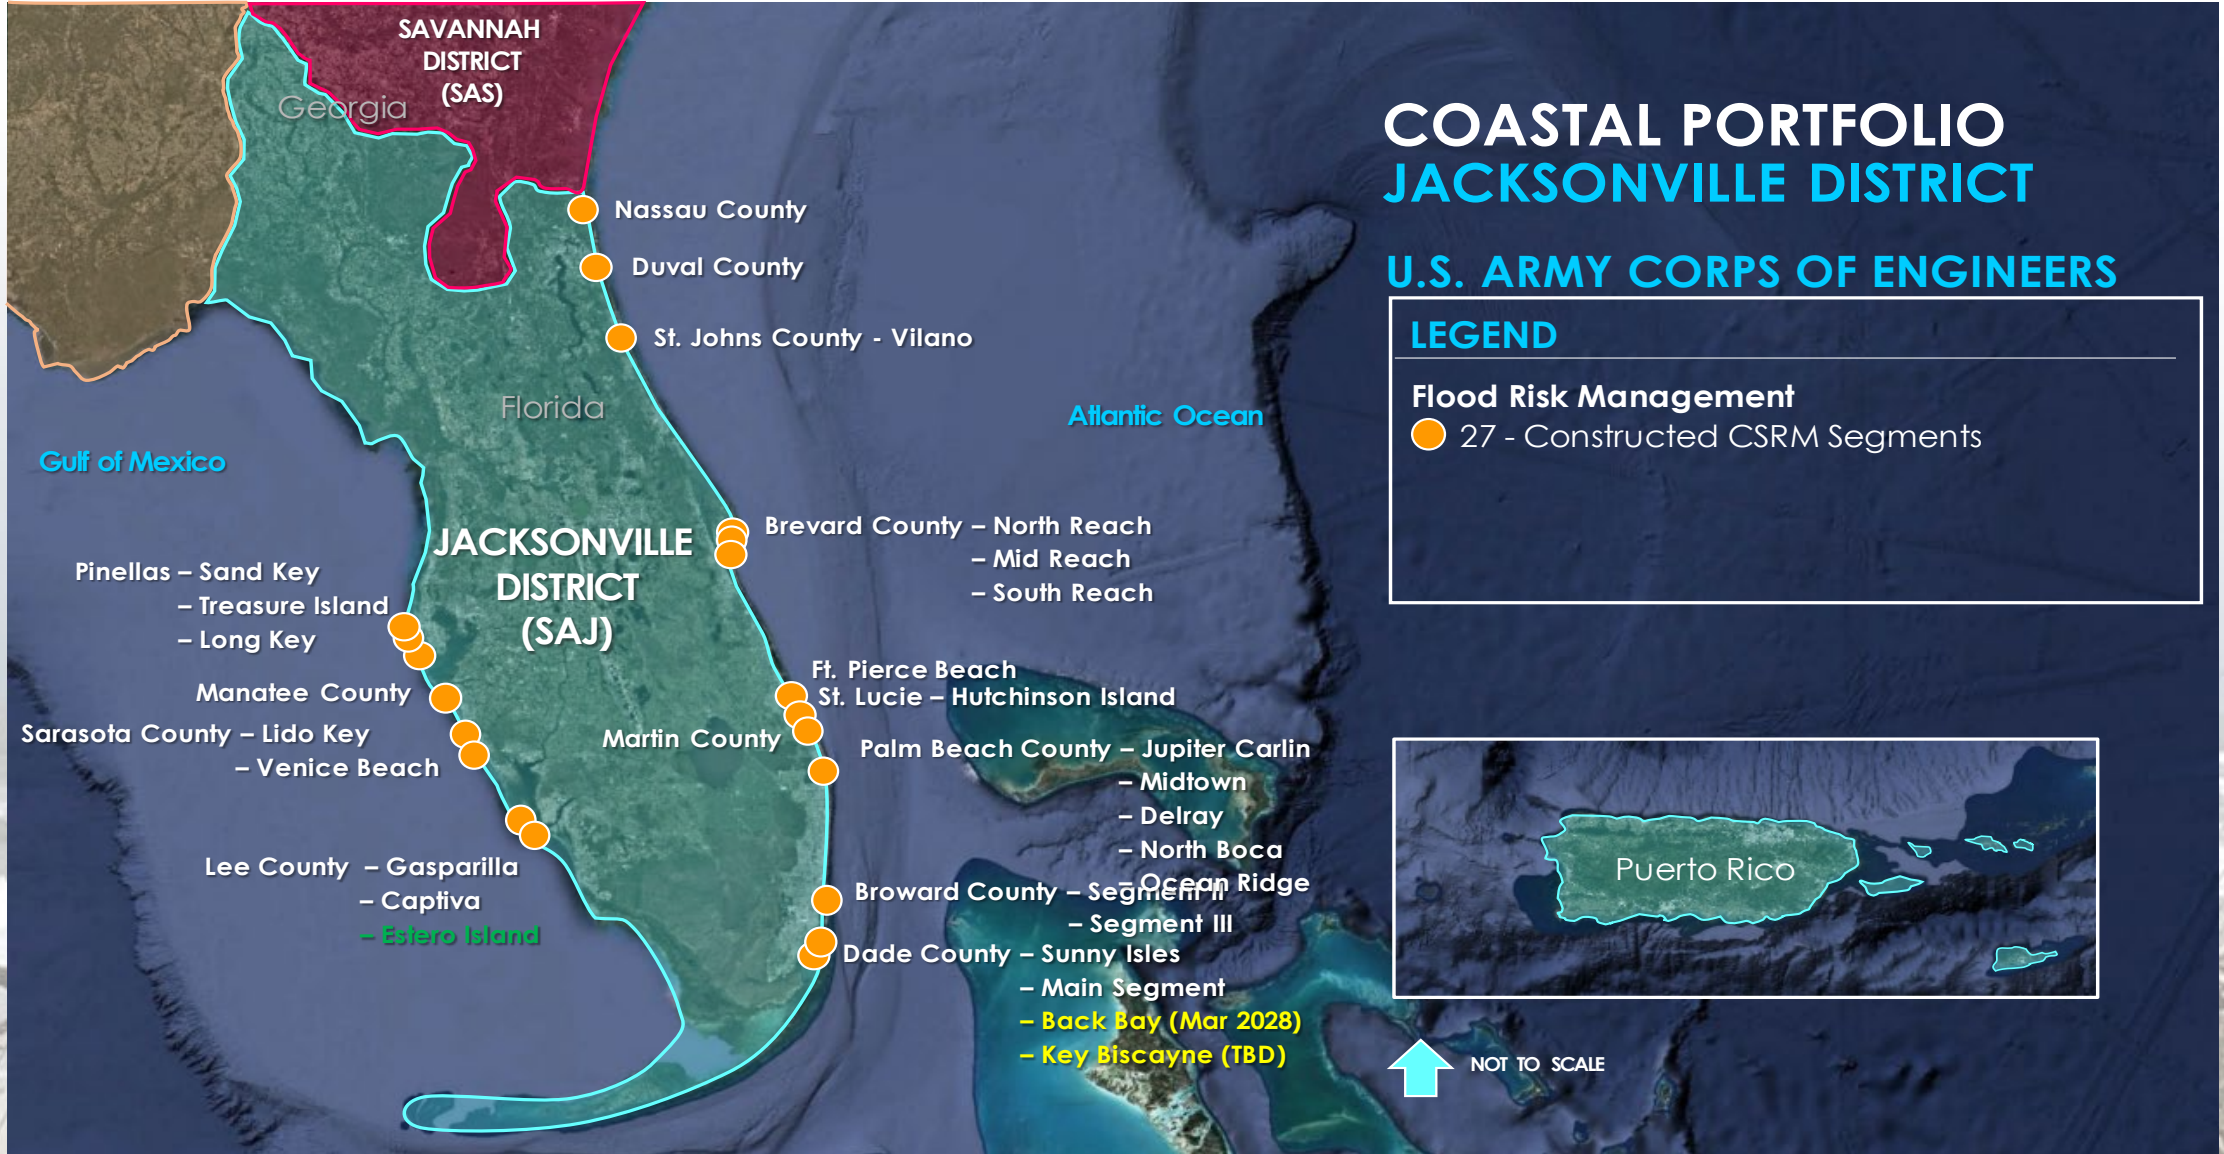 SAVANNAH
DISTRICT
(SAS)
Georgia
COASTAL PORTFOLIO
JACKSONVILLE DISTRICT
U.S. ARMY CORPS OF ENGINEERS
LEGEND
Flood Risk Management
27 - Constructed CSRM Segments
Nassau County
Duval County
St. Johns County - Vilano
Florida
Atlantic Ocean
Gulf of Mexico
JACKSONVILLE
DISTRICT
(SAJ)
Brevard County – North Reach
– Mid Reach
– South Reach
Pinellas – Sand Key
– Treasure Island
– Long Key
Manatee County
Sarasota County – Lido Key
– Venice Beach
Lee County – Gasparilla
– Captiva
– Estero Island
Ft. Pierce Beach
St. Lucie – Hutchinson Island
Martin County
Palm Beach County – Jupiter Carlin
– Midtown
– Delray
– North Boca
– Ocean Ridge
Broward County – Segment II
– Segment III
Dade County – Sunny Isles
– Main Segment
– Back Bay (Mar 2028)
– Key Biscayne (TBD)
Puerto Rico
NOT TO SCALE